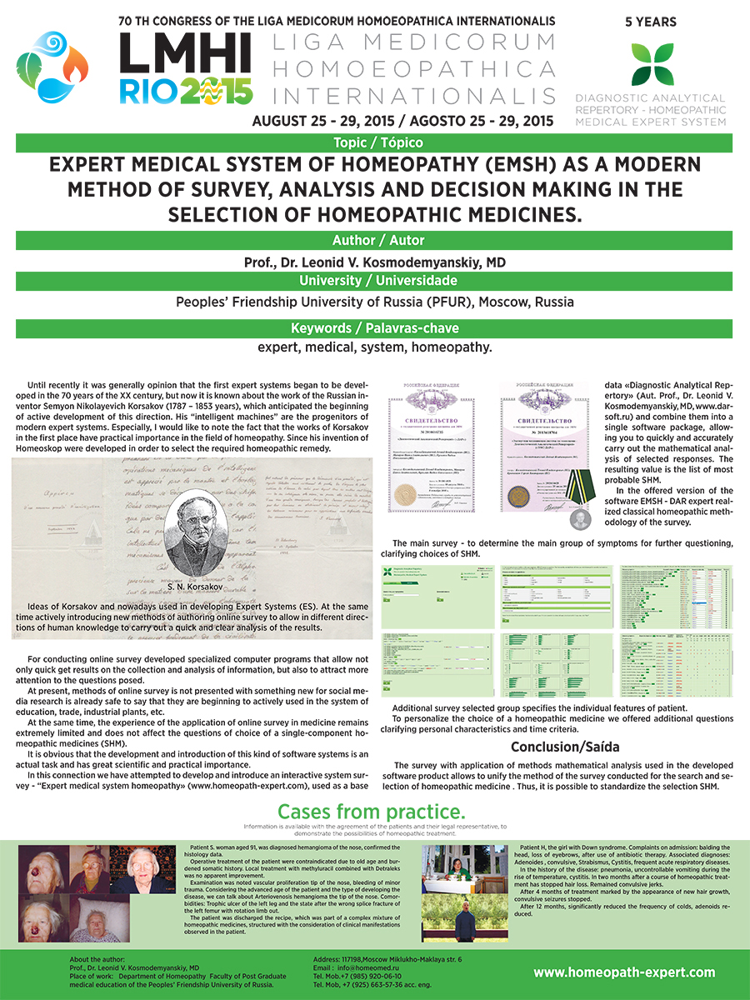 70 TH CONGRESS OF THE LIGA MEDICORUM HOMOEOPATHICA INTERNATIONALIS
LMHI
RIO2015
LIGA MEDICORUM
HOMOEOPATHICA
INTERNATIONALIS
AUGUST 25 - 29, 2015 / AGOSTO 25 - 29, 2015
5 YEARS
DIAGNOSTIC ANALYTICAL
REPERTORY - HOMEOPATHIC
MEDICAL EXPERT SYSTEM
Topic / Tópico
EXPERT MEDICAL SYSTEM OF HOMEOPATHY (EMSH) AS A MODERN
METHOD OF SURVEY, ANALYSIS AND DECISION MAKING IN THE
SELECTION OF HOMEOPATHIC MEDICINES.
Author / Autor
Prof., Dr. Leonid V. Kosmodemyanskiy, MD
University / Universidade
Peoples' Friendship University of Russia (PFUR), Moscow, Russia
Keywords / Palavras-chave
expert, medical, system, homeopathy.
Until recently it was generally opinion that the first expert systems began to be devel-
oped in the 70 years of the XX century, but now it is known about the work of the Russian in-
ventor Semyon Nikolayevich Korsakov (1787 – 1853 years), which anticipated the beginning
of active development of this direction. His "intelligent machines" are the progenitors of
modern expert systems. Especially, I would like to note the fact that the works of Korsakov
in the first place have practical importance in the field of homeopathy. Since his invention of
Homeoskop were developed in order to select the required homeopathic remedy.
S. N. Korsakov
Ideas of Korsakov and nowadays used in developing Expert Systems (ES). At the same
time actively introducing new methods of authoring online survey to allow in different direc-
tions of human knowledge to carry out a quick and clear analysis of the results.
For conducting online survey developed specialized computer programs that allow not
only quick get results on the collection and analysis of information, but also to attract more
attention to the questions posed.
At present, methods of online survey is not presented with something new for social me-
dia research is already safe to say that they are beginning to actively used in the system of
education, trade, industrial plants, etc.
At the same time, the experience of the application of online survey in medicine remains
extremely limited and does not affect the questions of choice of a single-component ho-
meopathic medicines (SHM).
It is obvious that the development and introduction of this kind of software systems is an
actual task and has great scientific and practical importance.
In this connection we have attempted to develop and introduce an interactive system sur-
vey - "Expert medical system homeopathy» (www.homeopath-expert.com), used as a base
РОССИЙСКАЯ ФЕДЕРАЦИЯ
СВИДЕТЕЛЬСТВО
РОССИЙСКАЯ ФЕДЕРАЦИЯ
СВИДЕТЕЛЬСТВО
data «Diagnostic Analytical Rep-
ertory» (Aut. Prof., Dr. Leonid V.
Kosmodemyanskiy, MD, www.dar-
soft.ru) and combine them into a
single software package, allow-
ing you to quickly and accurately
carry out the mathematical anal-
ysis of selected responses. The
resulting value is the list of most
probable SHM.
In the offered version of the
software EMSH - DAR expert real-
ized classical homeopathic meth-
odology of the survey.
The main survey - to determine the main group of symptoms for further questioning,
clarifying choices of SHM.
Additional survey selected group specifies the individual features of patient.
To personalize the choice of a homeopathic medicine we offered additional questions
clarifying personal characteristics and time criteria.
Conclusion/Saída
The survey with application of methods mathematical analysis used in the developed
software product allows to unify the method of the survey conducted for the search and se-
lection of homeopathic medicine . Thus, it is possible to standardize the selection SHM.
Cases from practice.
Information is available with the agreement of the patients and their legal representative, to
demonstrate the possibilities of homeopathic treatment.
Patient S. woman aged 91, was diagnosed hemangioma of the nose, confirmed the
histology data.
Operative treatment of the patient were contraindicated due to old age and bur-
dened somatic history. Local treatment with methyluracil combined with Detraleks
was no apparent improvement.
Examination was noted vascular proliferation tip of the nose, bleeding of minor
trauma. Considering the advanced age of the patient and the type of developing the
disease, we can talk about Arteriovenosis hemangioma the tip of the nose. Comor-
bidities: Trophic ulcer of the left leg and the state after the wrong splice fracture of
the left femur with rotation limb out.
The patient was discharged the recipe, which was part of a complex mixture of
homeopathic medicines, structured with the consideration of clinical manifestations
observed in the patient.
Patient H, the girl with Down syndrome. Complaints on admission: balding the
head, loss of eyebrows, after use of antibiotic therapy. Associated diagnoses:
Adenoides , convulsive, Strabismus, Cystitis, frequent acute respiratory diseases.
In the history of the disease: pneumonia, uncontrollable vomiting during the
rise of temperature, cystitis. In two months after a course of homeopathic treat-
ment has stopped hair loss. Remained convulsive jerks.
After 4 months of treatment marked by the appearance of new hair growth,
convulsive seizures stopped.
After 12 months, significantly reduced the frequency of colds, adenoids re-
duced.
About the author:
Prof., Dr. Leonid V. Kosmodemyanskiy, MD
Place of work: Department of Homeopathy Faculty of Post Graduate
medical education of the Peoples' Friendship University of Russia.
Address: 117198,Moscow Miklukho-Maklaya str. 6
Email : info@homeomed.ru
Tel. Mob.+7 (985) 920-06-10
Tel. Mob, +7 (925) 663-57-36 acc. eng.
www.homeopath-expert.com